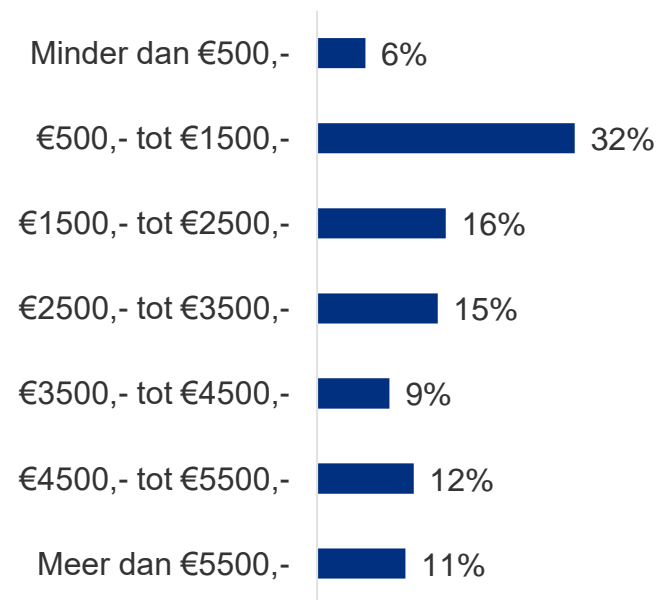 Minder dan €500,- 6%
€500,- tot €1500,- 32%
€1500,- tot €2500,- 16%
€2500,- tot €3500,- 15%
€3500,- tot €4500,- 9%
€4500,- tot €5500,- 12%
Meer dan €5500,- 11%